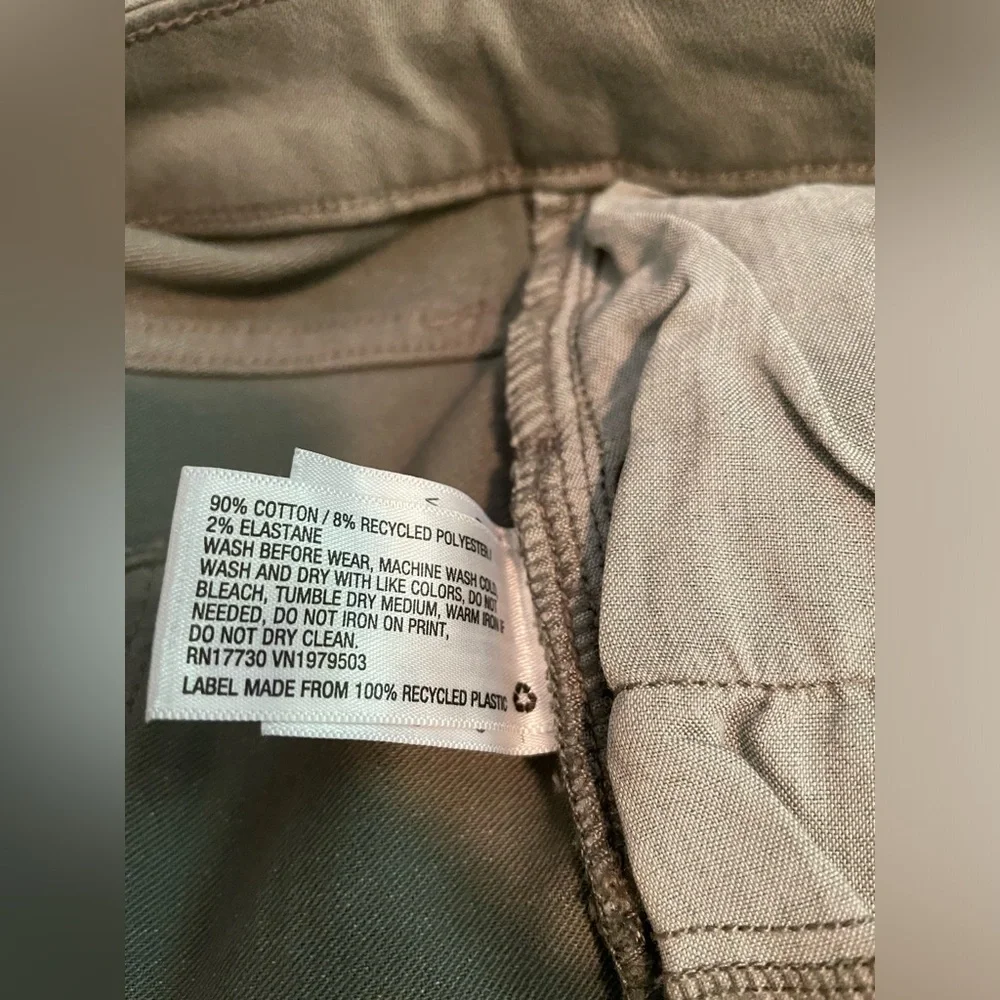 90% COTTON / 8% RECYCLED POLYESTER /
2% ELASTANE
WASH BEFORE WEAR, MACHINE WASH COLD,
WASH AND DRY WITH LIKE COLORS, DO NOT
BLEACH, TUMBLE DRY MEDIUM, WARM IRON IF
NEEDED, DO NOT IRON ON PRINT,
DO NOT DRY CLEAN.
RN17730 VN1979503
LABEL MADE FROM 100% RECYCLED PLASTIC